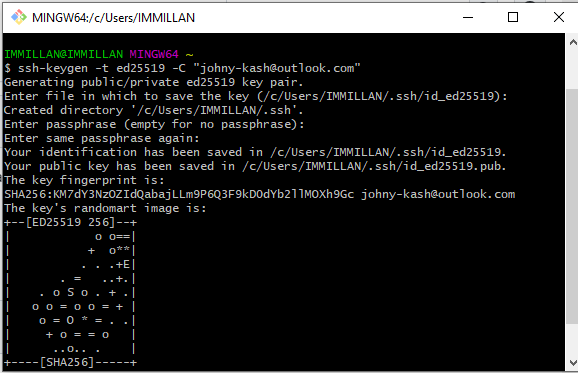 MINGW64:/c/Users/IMMILLAN
IMMILLAN@IMMILLAN MINGW64 ~
$ ssh-keygen -t ed25519 -C "johny-kash@outlook.com"
Generating public/private ed25519 key pair.
Enter file in which to save the key (/c/Users/IMMILLAN/.ssh/id_ed25519):
Created directory '/c/Users/IMMILLAN/.ssh'.
Enter passphrase (empty for no passphrase):
Enter same passphrase again:
Your identification has been saved in /c/Users/IMMILLAN/.ssh/id_ed25519.
Your public key has been saved in /c/Users/IMMILLAN/.ssh/id_ed25519.pub.
The key fingerprint is:
SHA256:KM7dY3NzOZIdQabajLLm9P6Q3F9kDOdYb2llMOXh9Gc johny-kash@outlook.com
The key's randomart image is:
+--[ED25519 256]--+
|            o o==|
|           +  o**|
|          . . .+E|
|       . =   ..+.|
|    . o S o . + .|
|   o o = o o = + |
|    o = O * = . .|
|     + o = = o   |
|      ..o.. .    |
+----[SHA256]-----+